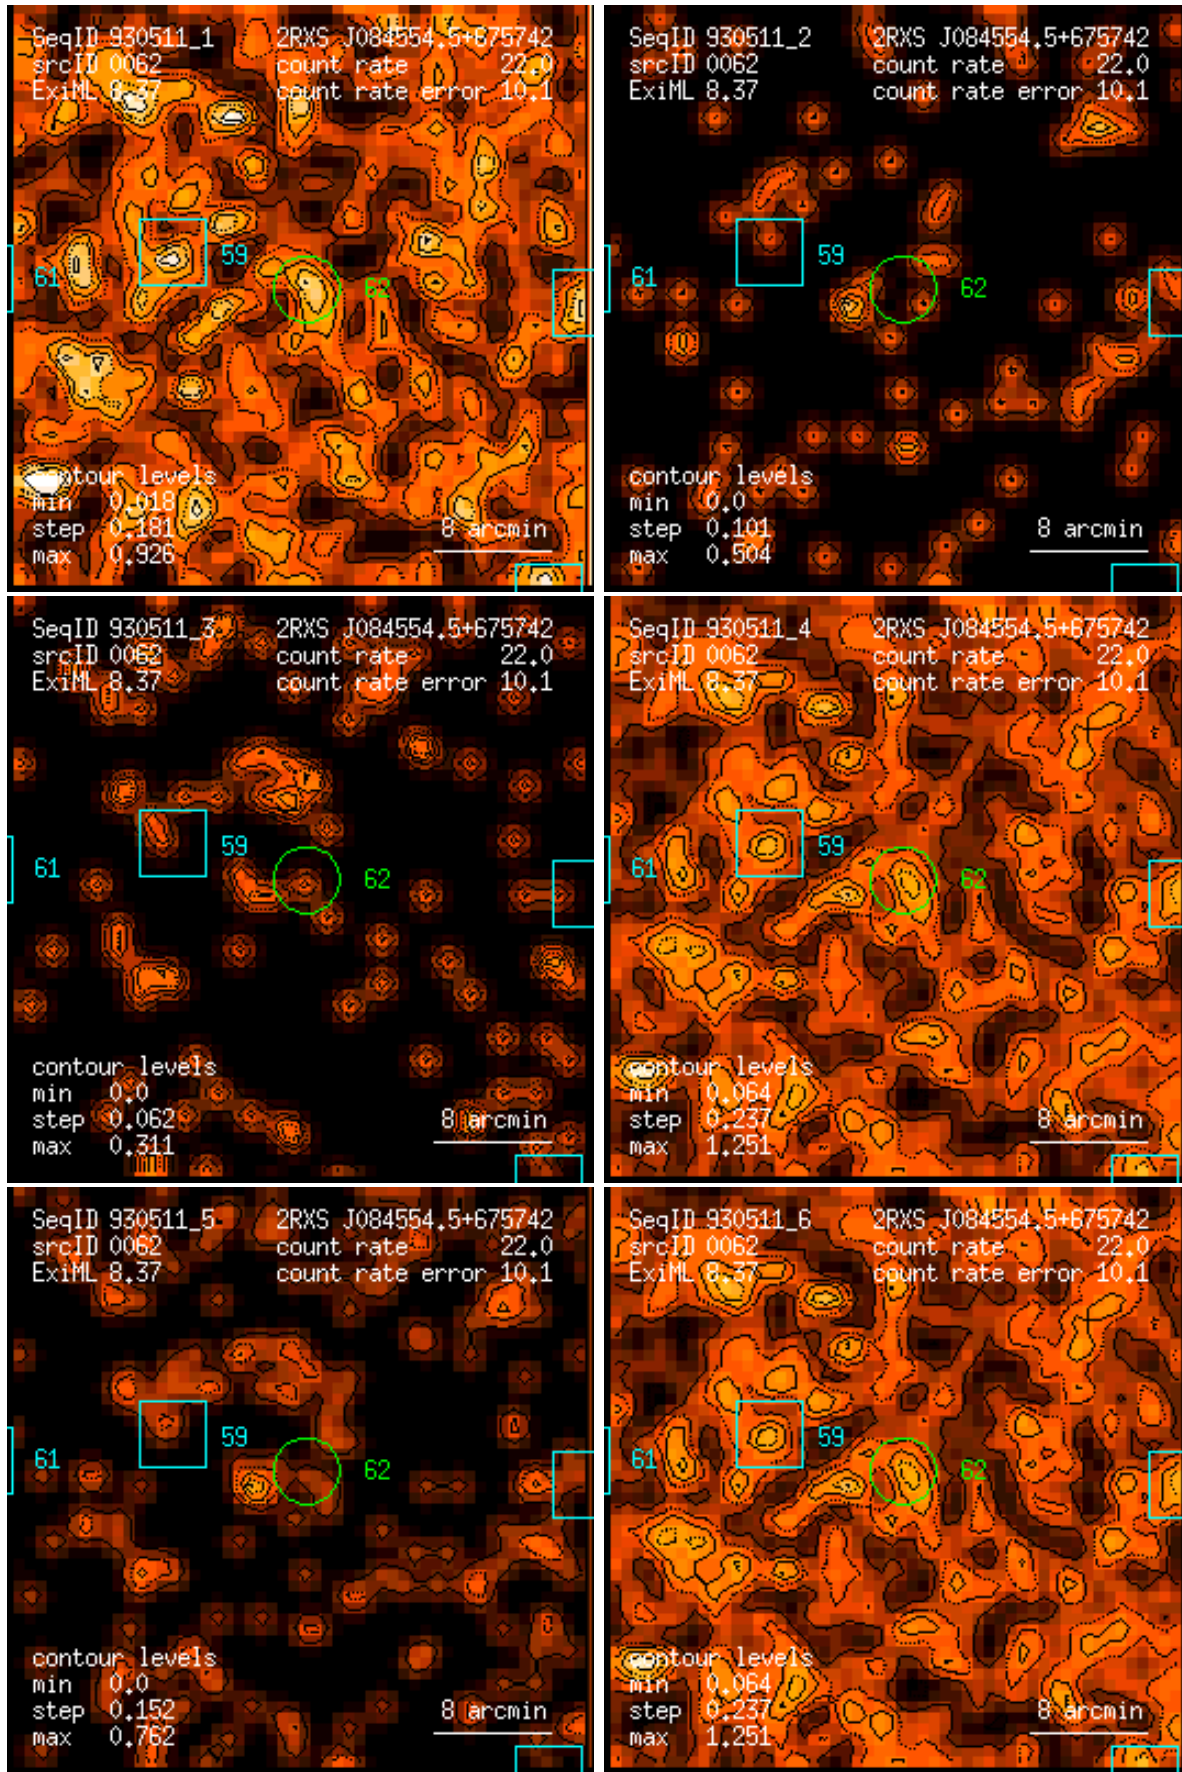 SeqID 930511_1 2RXS J084554.5+675742
srcID 0062 count rate 22.0
ExiML 8.37 count rate error 10.1
59
61 62
contour levels
min 0.018
step 0.181
max 0.926
8 arcmin
SeqID 930511_2 2RXS J084554.5+675742
srcID 0062 count rate 22.0
ExiML 8.37 count rate error 10.1
59
61 62
contour levels
min 0.0
step 0.101
max 0.504
8 arcmin
SeqID 930511_3 2RXS J084554.5+675742
srcID 0062 count rate 22.0
ExiML 8.37 count rate error 10.1
59
61 62
contour levels
min 0.0
step 0.062
max 0.311
8 arcmin
SeqID 930511_4 2RXS J084554.5+675742
srcID 0062 count rate 22.0
ExiML 8.37 count rate error 10.1
59
61 62
contour levels
min 0.064
step 0.237
max 1.251
8 arcmin
SeqID 930511_5 2RXS J084554.5+675742
srcID 0062 count rate 22.0
ExiML 8.37 count rate error 10.1
59
61 62
contour levels
min 0.0
step 0.152
max 0.762
8 arcmin
SeqID 930511_6 2RXS J084554.5+675742
srcID 0062 count rate 22.0
ExiML 8.37 count rate error 10.1
59
61 62
contour levels
min 0.064
step 0.237
max 1.251
8 arcmin